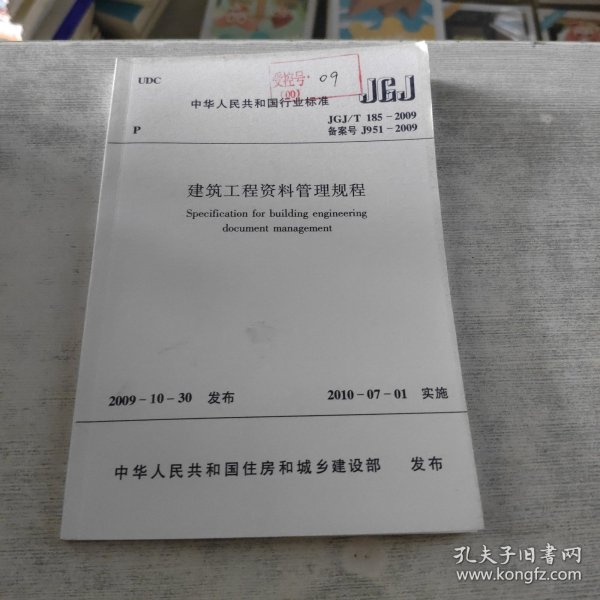 UDC
受控号: 09
001
中华人民共和国行业标准 JGJ
P
JGJ/T 185-2009
备案号 J951-2009
建筑工程资料管理规程
Specification for building engineering
document management
2009-10-30 发布
2010-07-01 实施
中华人民共和国住房和城乡建设部 发布
孔夫子旧书网
www.kongfz.com